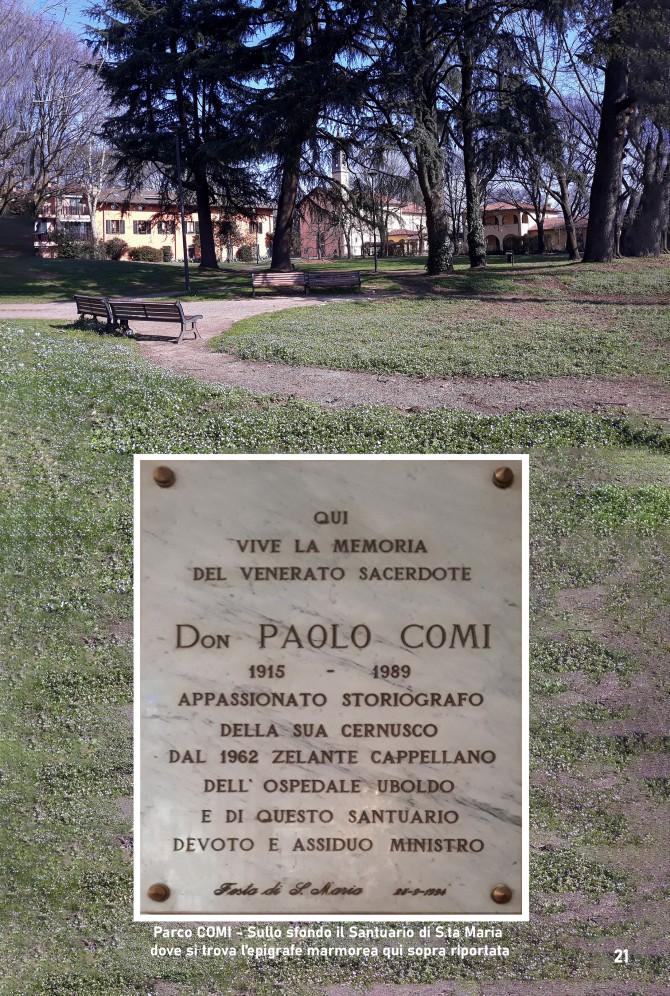 QUI
VIVE LA MEMORIA
DEL VENERATO SACERDOTE
DON PAOLO COMI
1915 - 1989
APPASSIONATO STORIOGRAFO
DELLA SUA CERNUSCO
DAL 1962 ZELANTE CAPPELLANO
DELL' OSPEDALE UBOLDO
E DI QUESTO SANTUARIO
DEVOTO E ASSIDUO MINISTRO
Festa di S. Maria
Parco COMI - Sullo sfondo il Santuario di S.ta Maria
dove si trova l'epigrafe marmorea qui sopra riportata
21